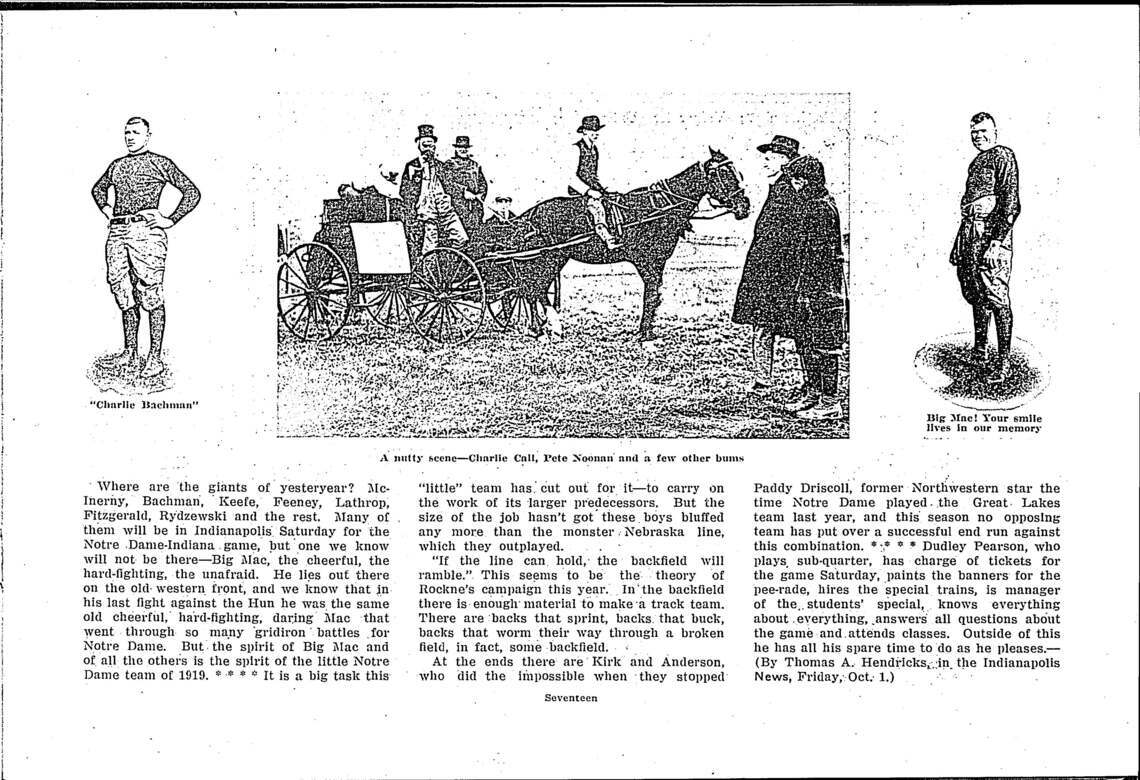 "Charlie Bachman"
Big Mac! Your smile
lives in our memory
A nutty scene—Charlie Call, Pete Noonan and a few other bums
Where are the giants of yesteryear? Mc-
Inerny, Bachman, Keefe, Feeney, Lathrop,
Fitzgerald, Rydzewski and the rest. Many of
them will be in Indianapolis Saturday for the
Notre Dame-Indiana game, but one we know
will not be there—Big Mac, the cheerful, the
hard-fighting, the unafraid. He lies out there
on the old western front, and we know that in
his last fight against the Hun he was the same
old cheerful, hard-fighting, daring Mac that
went through so many gridiron battles for
Notre Dame. But the spirit of Big Mac and
of all the others is the spirit of the little Notre
Dame team of 1919. * * * * It is a big task this
"little" team has cut out for it—to carry on
the work of its larger predecessors. But the
size of the job hasn't got these boys bluffed
any more than the monster Nebraska line,
which they outplayed.
"If the line can hold, the backfield will
ramble." This seems to be the theory of
Rockne's campaign this year. In the backfield
there is enough material to make a track team.
There are backs that sprint, backs that buck,
backs that worm their way through a broken
field, in fact, some backfield.
At the ends there are Kirk and Anderson,
who did the impossible when they stopped
Paddy Driscoll, former Northwestern star the
time Notre Dame played the Great Lakes
team last year, and this season no opposing
team has put over a successful end run against
this combination. * * * * Dudley Pearson, who
plays sub-quarter, has charge of tickets for
the game Saturday, paints the banners for the
pee-rade, hires the special trains, is manager
of the students' special, knows everything
about everything, answers all questions about
the game and attends classes. Outside of this
he has all his spare time to do as he pleases.—
(By Thomas A. Hendricks, in the Indianapolis
News, Friday, Oct. 1.)
Seventeen